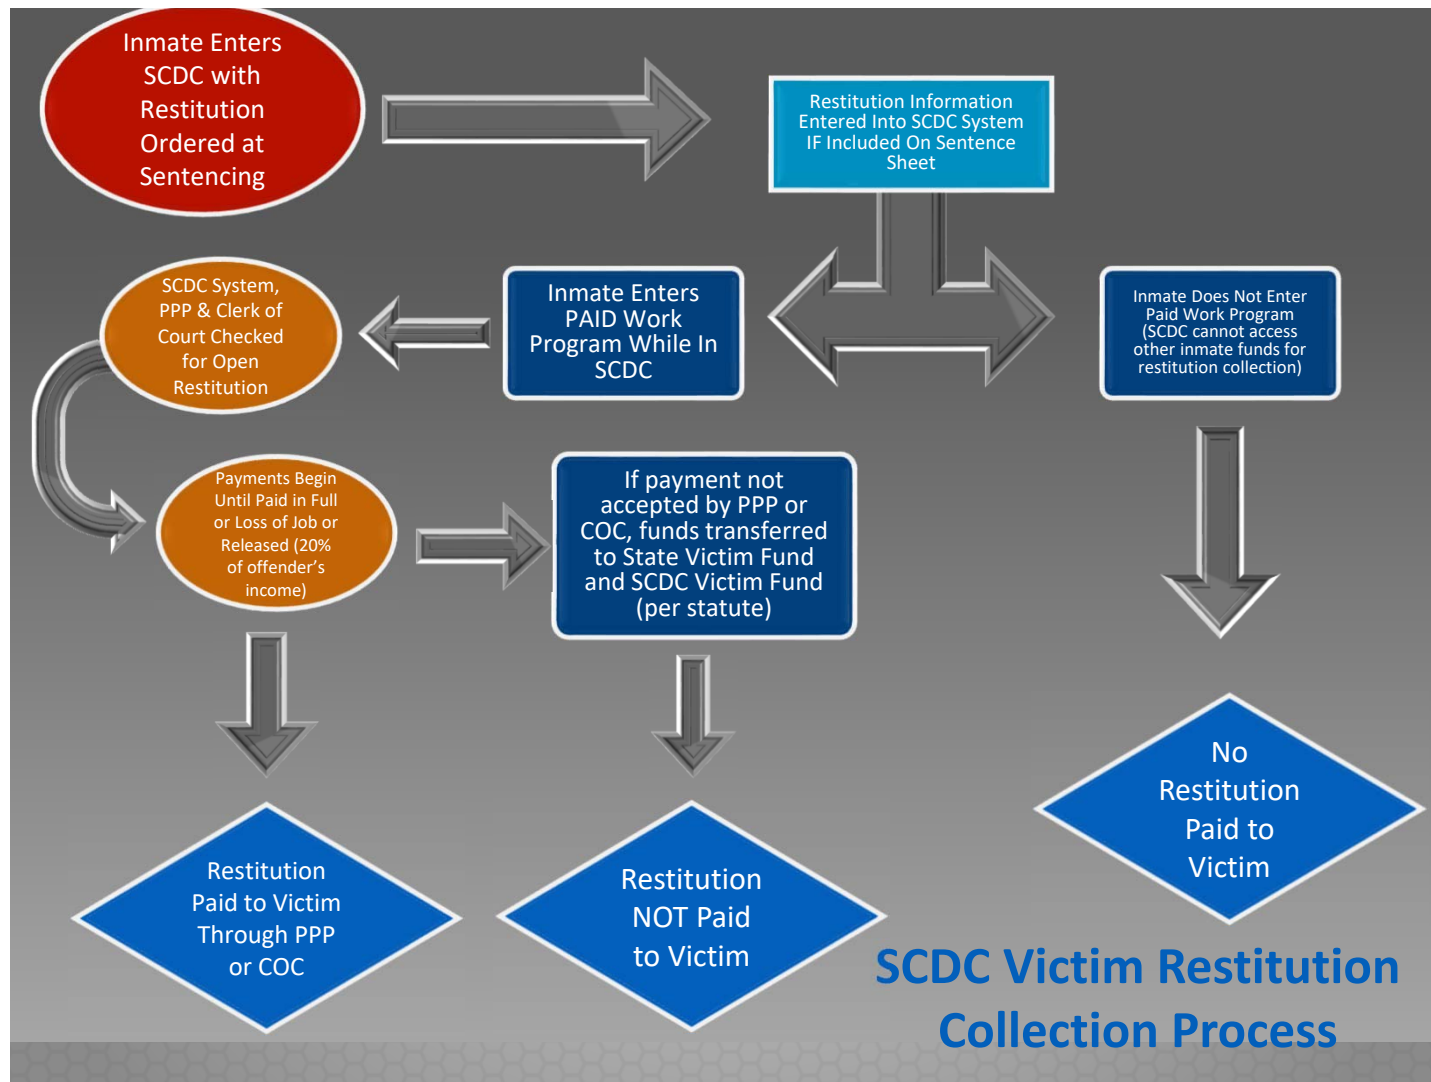 Inmate Enters
SCDC with
Restitution
Ordered at
Sentencing
Restitution Information
Entered Into SCDC System
IF Included On Sentence
Sheet
SCDC System,
PPP & Clerk of
Court Checked
for Open
Restitution
Inmate Enters
PAID Work
Program While In
SCDC
Inmate Does Not Enter
Paid Work Program
(SCDC cannot access
other inmate funds for
restitution collection)
Payments Begin
Until Paid in Full
or Loss of Job or
Released (20%
of offender’s
income)
If payment not
accepted by PPP or
COC, funds transferred
to State Victim Fund
and SCDC Victim Fund
(per statute)
No
Restitution
Paid to
Victim
Restitution
Paid to Victim
Through PPP
or COC
Restitution
NOT Paid
to Victim
SCDC Victim Restitution
Collection Process